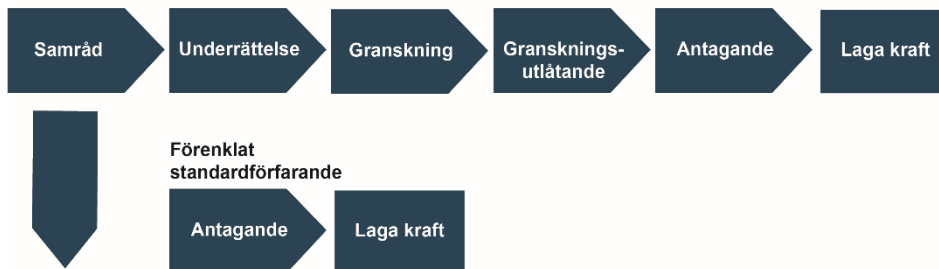 Samråd
Underrättelse
Granskning
Gransknings-
utlåtande
Antagande
Laga kraft
Förenklat
standardförfarande
Antagande
Laga kraft